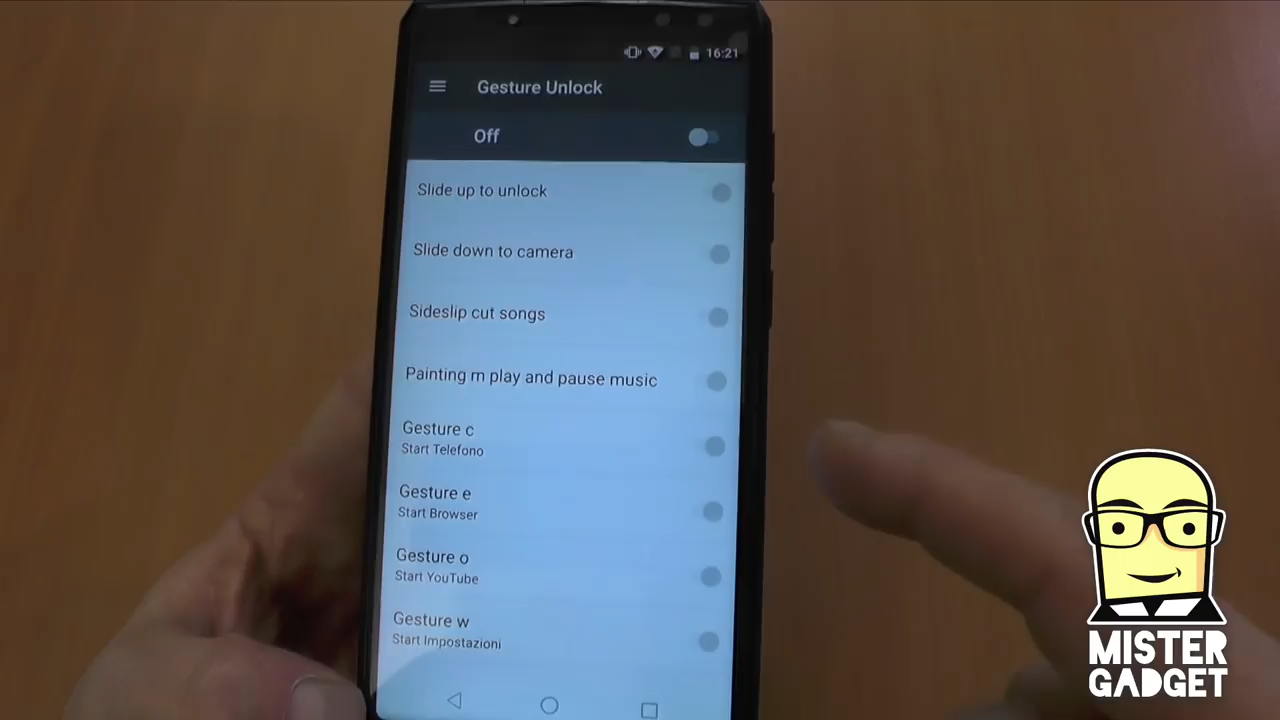 16:21
Gesture Unlock
Off
Slide up to unlock
Slide down to camera
Sideslip cut songs
Painting m play and pause music
Gesture c
Start Telefono
Gesture e
Start Browser
Gesture o
Start YouTube
Gesture w
Start Impostazioni
MISTER
GADGET